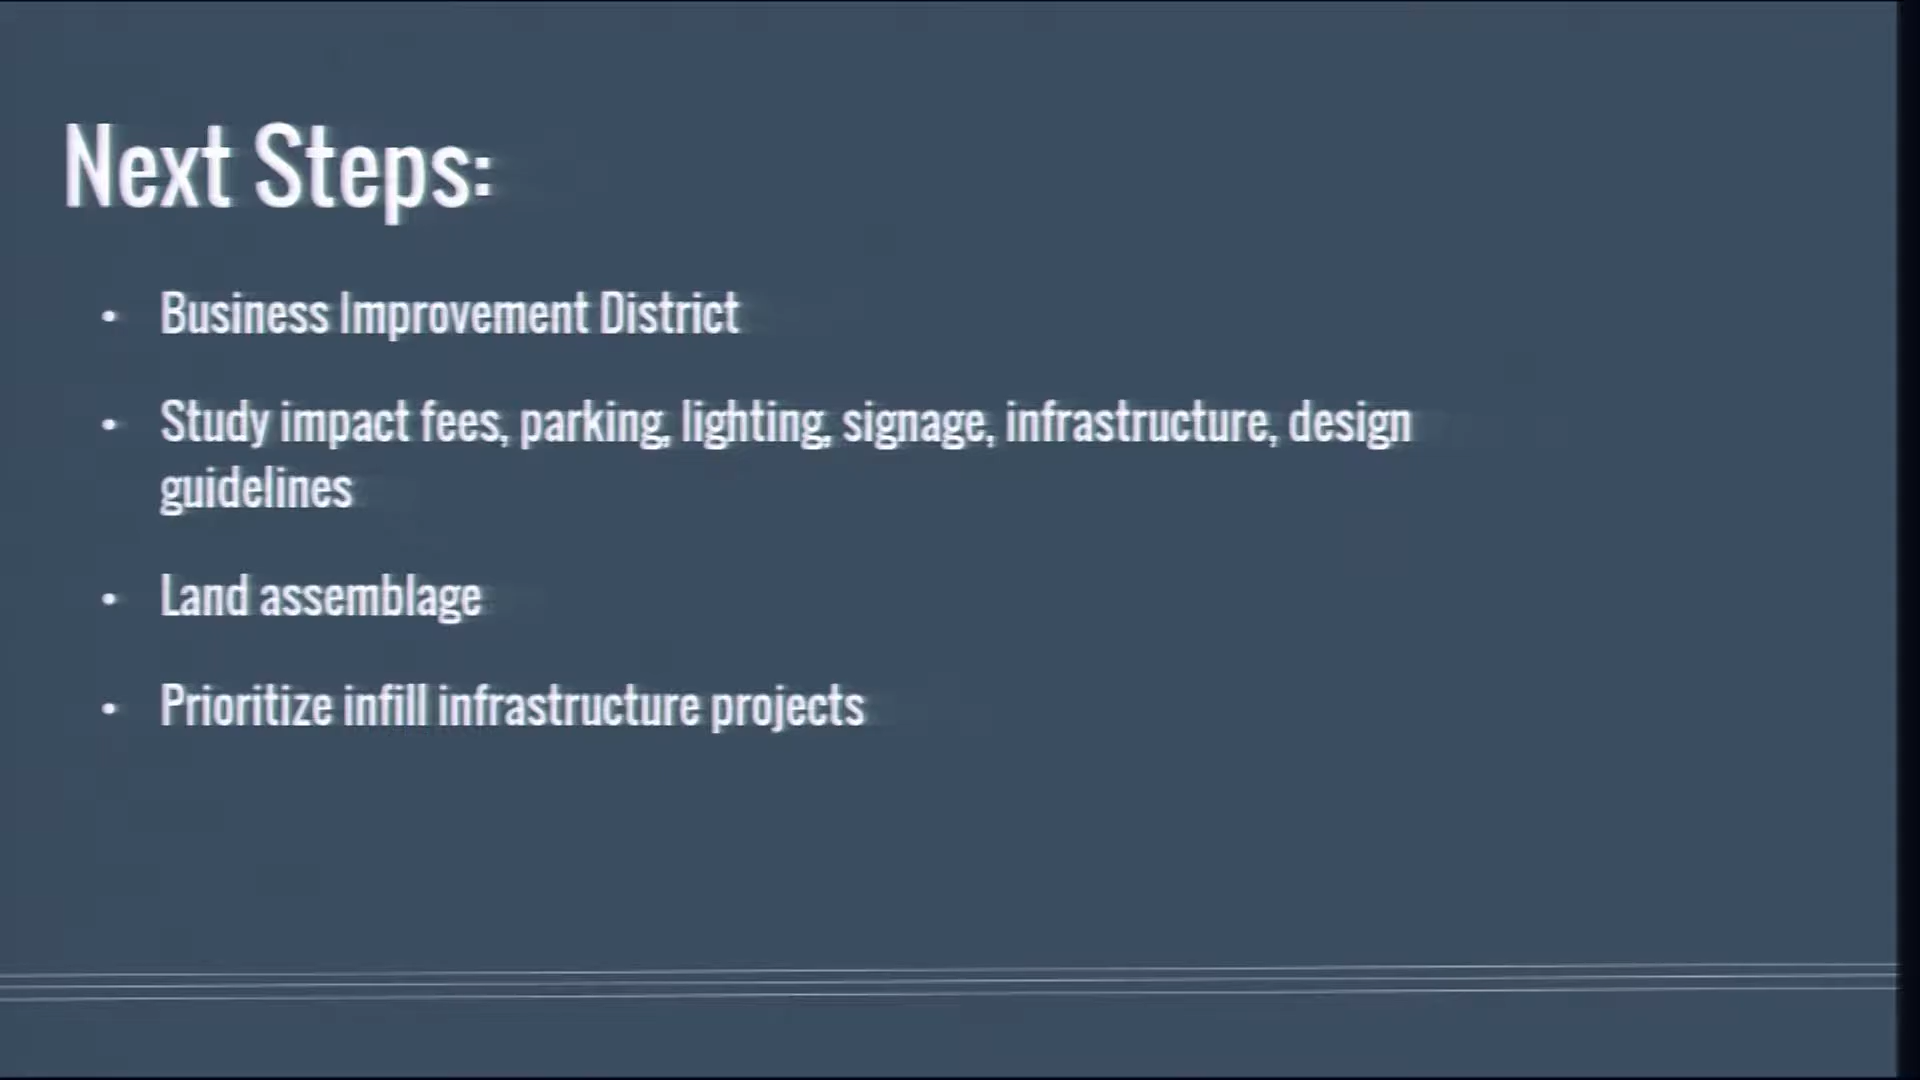 Next Steps:
• Business Improvement District
• Study impact fees, parking, lighting, signage, infrastructure, design
guidelines
• Land assemblage
• Prioritize infill infrastructure projects